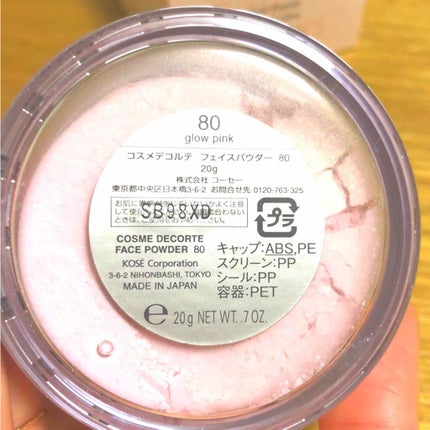 80
glow pink
コスメデコルテ フェイスパウダー 80
20g
株式会社 コーセー
東京都中央区日本橋3-6-2 お問合せ先 0120-763-325
SB98XD
プラ
COSME DECORTE
FACE POWDER 80
KOSÉ Corporation
3-6-2 NIHONBASHI, TOKYO
MADE IN JAPAN
キャップ:ABS,PE
スクリーン:PP
シール:PP
容器:PET
e 20g NET WT. .7 OZ.